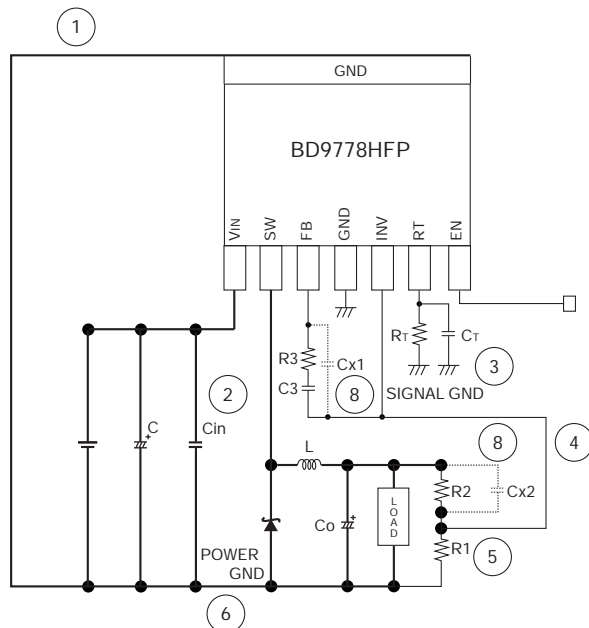 1
GND
BD9778HFP
VIN SW FB GND INV RT EN
R3 Cx1 RT CT 3
C3 8 SIGNAL GND
C 2
+ Cin
L 8 4
R2 Cx2
Co + LOAD
POWER GND R1 5
6